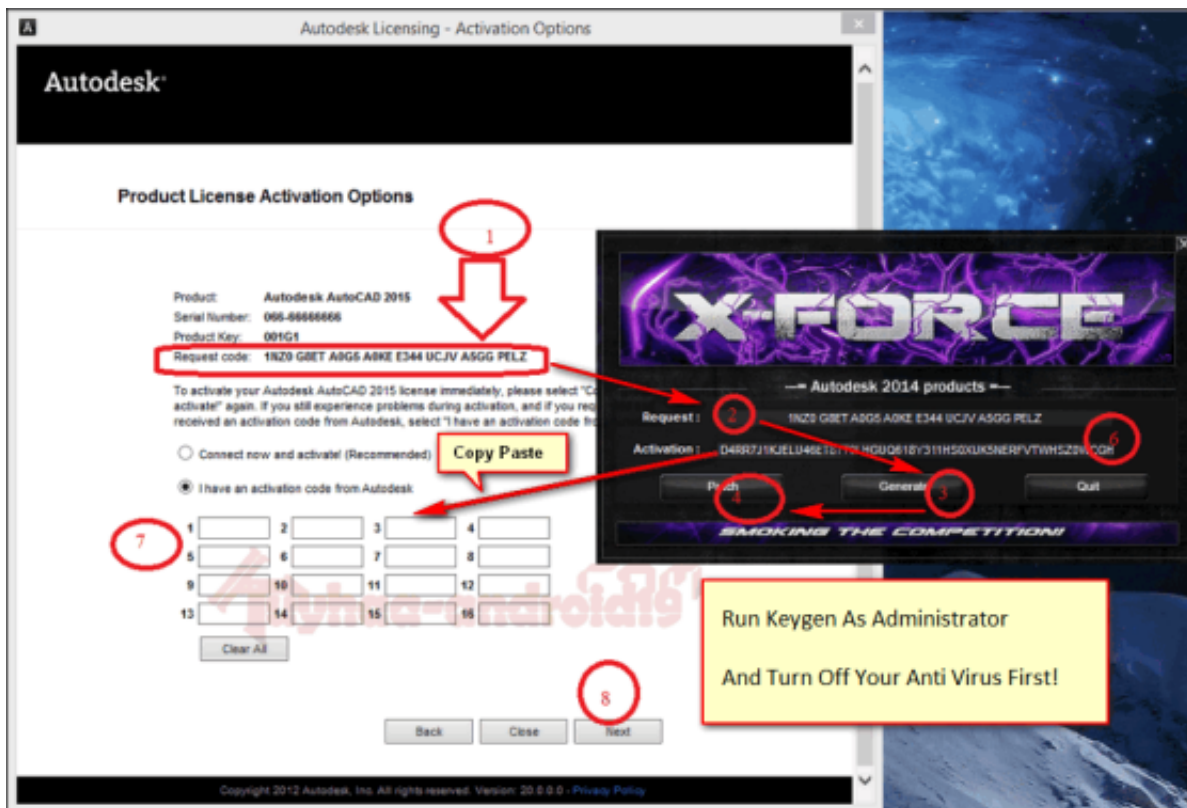 Autodesk Licensing - Activation Options
Autodesk
Product License Activation Options
1
Product: Autodesk AutoCAD 2015
Serial Number: 066-66666666
Product Key: 001G1
Request code: 1NZ0 G8ET A0G5 A0KE E344 UCJV A5GG PELZ
To activate your Autodesk AutoCAD 2015 license immediately, please select "Co
activate!" again. If you still experience problems during activation, and if you req
received an activation code from Autodesk, select "I have an activation code fro
Connect now and activate! (Recommended)
Copy Paste
I have an activation code from Autodesk
7
1 2 3 4
5 6 7 8
9 10 11 12
13 14 15 16
Clear All
8
Back Close Next
Copyright 2012 Autodesk, Inc. All rights reserved. Version: 20.0.0.0 - Privacy Policy
X-FORCE
---= Autodesk 2014 products =---
Request : 2 1NZ0 G8ET A0G5 A0KE E344 UCJV A5GG PELZ
Activation : 6
Patch Generate Quit
4 3
SMOKING THE COMPETITION!
Run Keygen As Administrator
And Turn Off Your Anti Virus First!